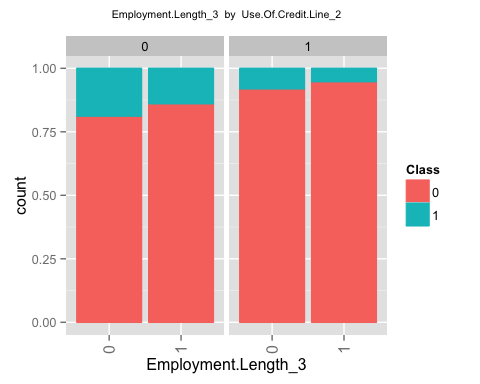 Employment.Length_3 by Use.Of.Credit.Line_2
0 1
1.00
0.75
0.50
0.25
0.00
count
0 1 0 1
Employment.Length_3
Class
0
1